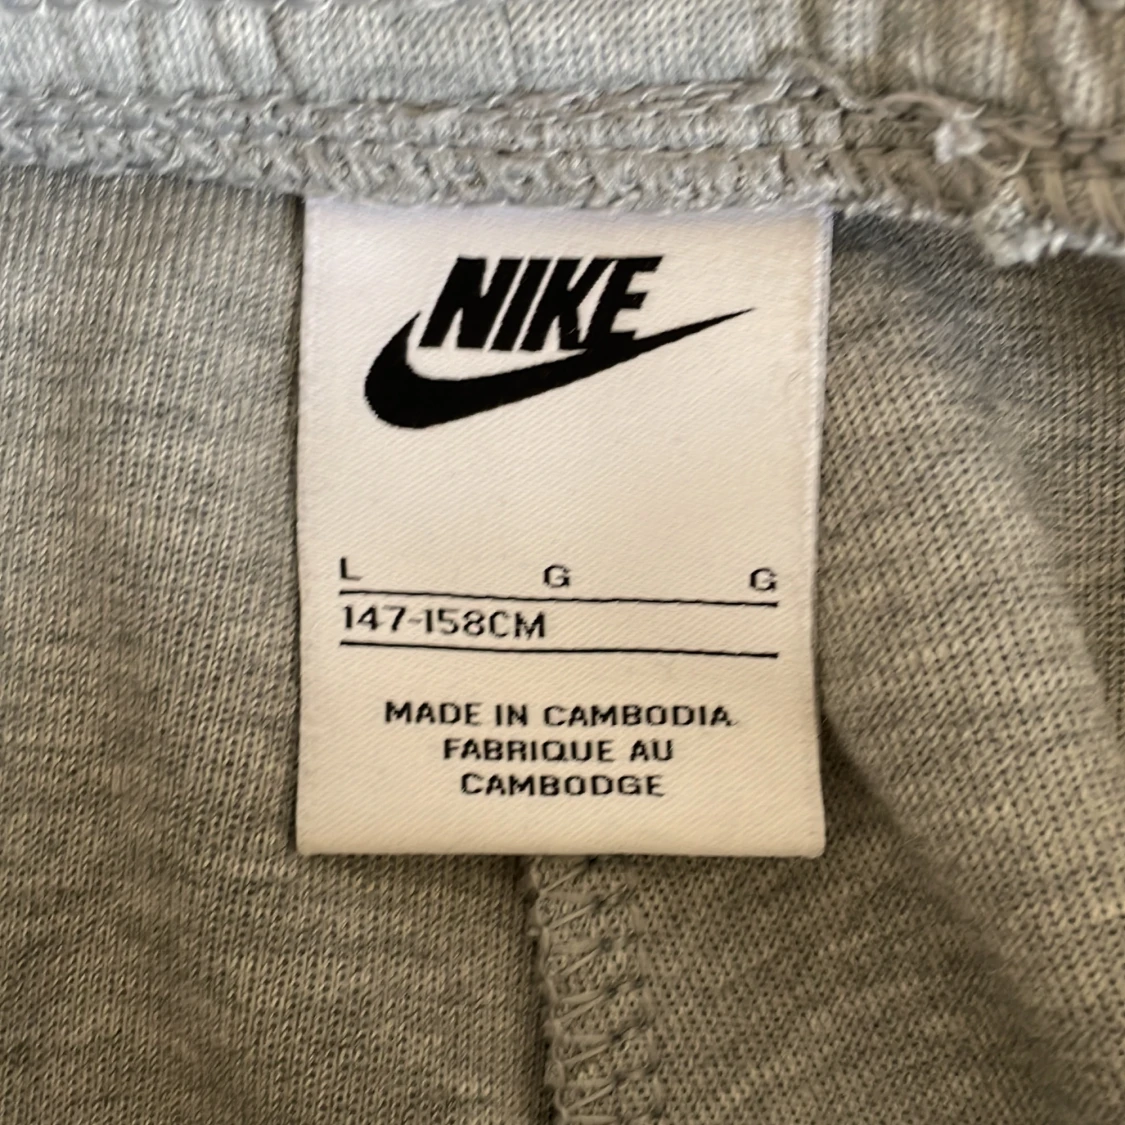 NIKE
L G G
147-158CM
MADE IN CAMBODIA
FABRIQUE AU
CAMBODGE